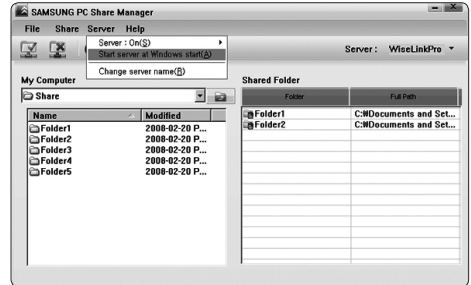 SAMSUNG PC Share Manager
File Share Server Help
Server : On(S)
Start server at Windows start(A)
Change server name(R)
Server : WiseLinkPro
My Computer
Share
Name Modified
Folder1 2008-02-20 P...
Folder2 2008-02-20 P...
Folder3 2008-02-20 P...
Folder4 2008-02-20 P...
Folder5 2008-02-20 P...
Shared Folder
Folder Full Path
Folder1 C:₩Documents and Set...
Folder2 C:₩Documents and Set...